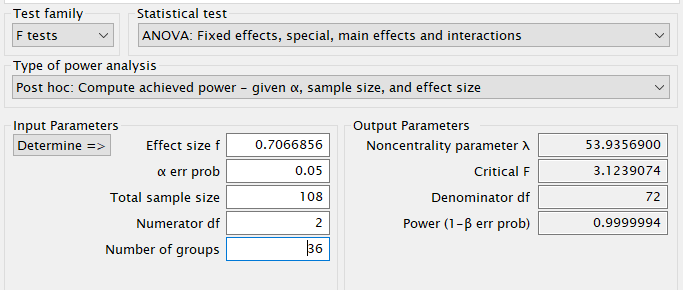 Test family Statistical test
F tests ANOVA: Fixed effects, special, main effects and interactions
Type of power analysis
Post hoc: Compute achieved power – given α, sample size, and effect size
Input Parameters Output Parameters
Determine => Effect size f 0.7066856 Noncentrality parameter λ 53.9356900
α err prob 0.05 Critical F 3.1239074
Total sample size 108 Denominator df 72
Numerator df 2 Power (1-β err prob) 0.9999994
Number of groups 36